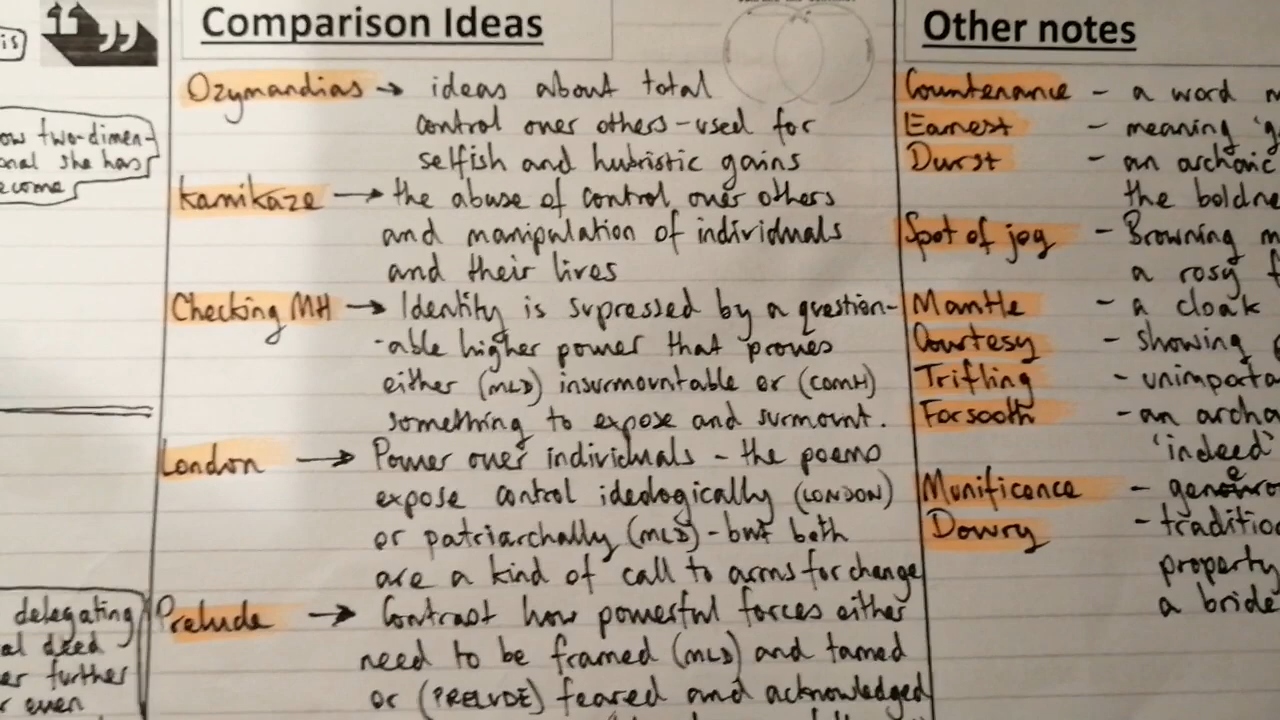 is
Comparison Ideas
Ozymandias → ideas about total
control over others - used for
selfish and hubristic gains
Kamikaze → the abuse of control over others
and manipulation of individuals
and their lives
Checking MH → Identity is supressed by a question-
-able higher power that proves
either (MLD) insurmountable or (COMH)
something to expose and surmount.
London → Power over individuals - the poems
expose control ideologically (LONDON)
or patriarchally (MLD) - but both
are a kind of call to arms for change
Prelude → Contrast how powerful forces either
need to be framed (MLD) and tamed
or (PRELUDE) feared and acknowledged
Other notes
Countenance - a word
Earnest - meaning
Durst - an archaic
the
Spot of joy - Browning
a rosy
Mantle - a cloak
Courtesy - showing
Trifling -
Forsooth - an
'indeed'
Munificence -
Dowry -
property
a bride
two-dimen-
she has
delegating
deed
further
even